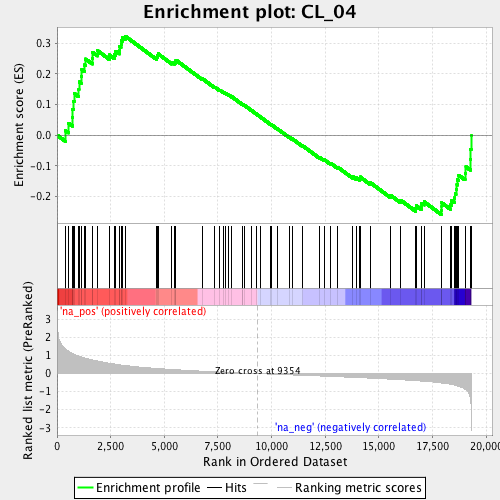 Enrichment plot: CL_04
Enrichment score (ES)
0.3
0.2
0.1
0.0
-0.1
-0.2
'na_pos' (positively correlated)
Ranked list metric (PreRanked)
3
2
1
0
-1
-2
-3
Zero cross at 9354
'na_neg' (negatively correlated)
0
2,500
5,000
7,500
10,000
12,500
15,000
17,500
20,000
Rank in Ordered Dataset
Enrichment profile
Hits
Ranking metric scores